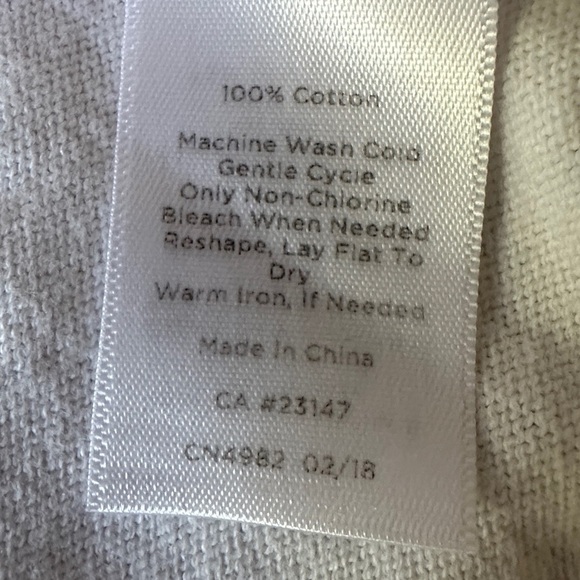 100% Cotton
Machine Wash Cold
Gentle Cycle
Only Non-Chlorine
Bleach When Needed
Reshape, Lay Flat To
Dry
Warm Iron, If Needed
Made In China
CA #23147
CN4982 02/18